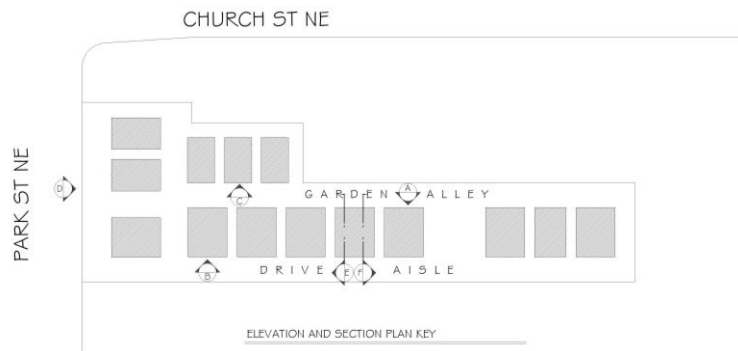 CHURCH ST NE
PARK ST NE
D
A
GARDEN ALLEY
C
B
DRIVE AISLE
E F
ELEVATION AND SECTION PLAN KEY